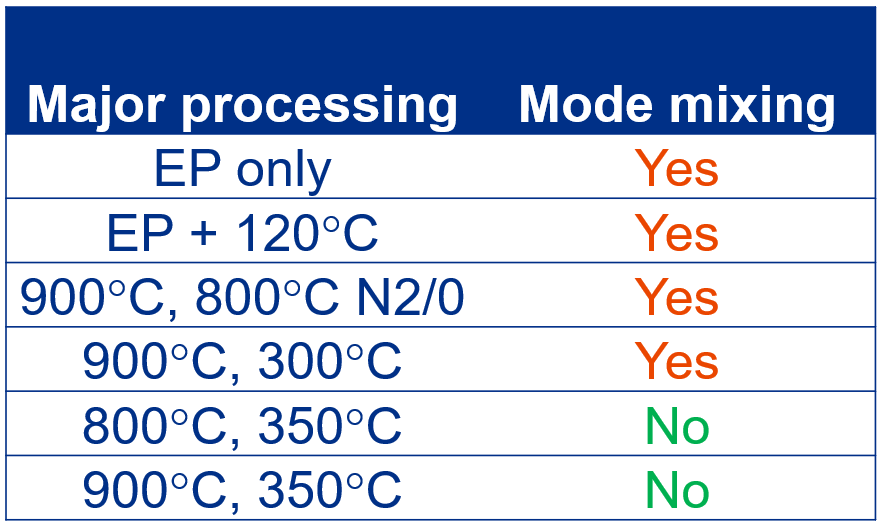 Major processing Mode mixing
EP only Yes
EP + 120°C Yes
900°C, 800°C N2/0 Yes
900°C, 300°C Yes
800°C, 350°C No
900°C, 350°C No